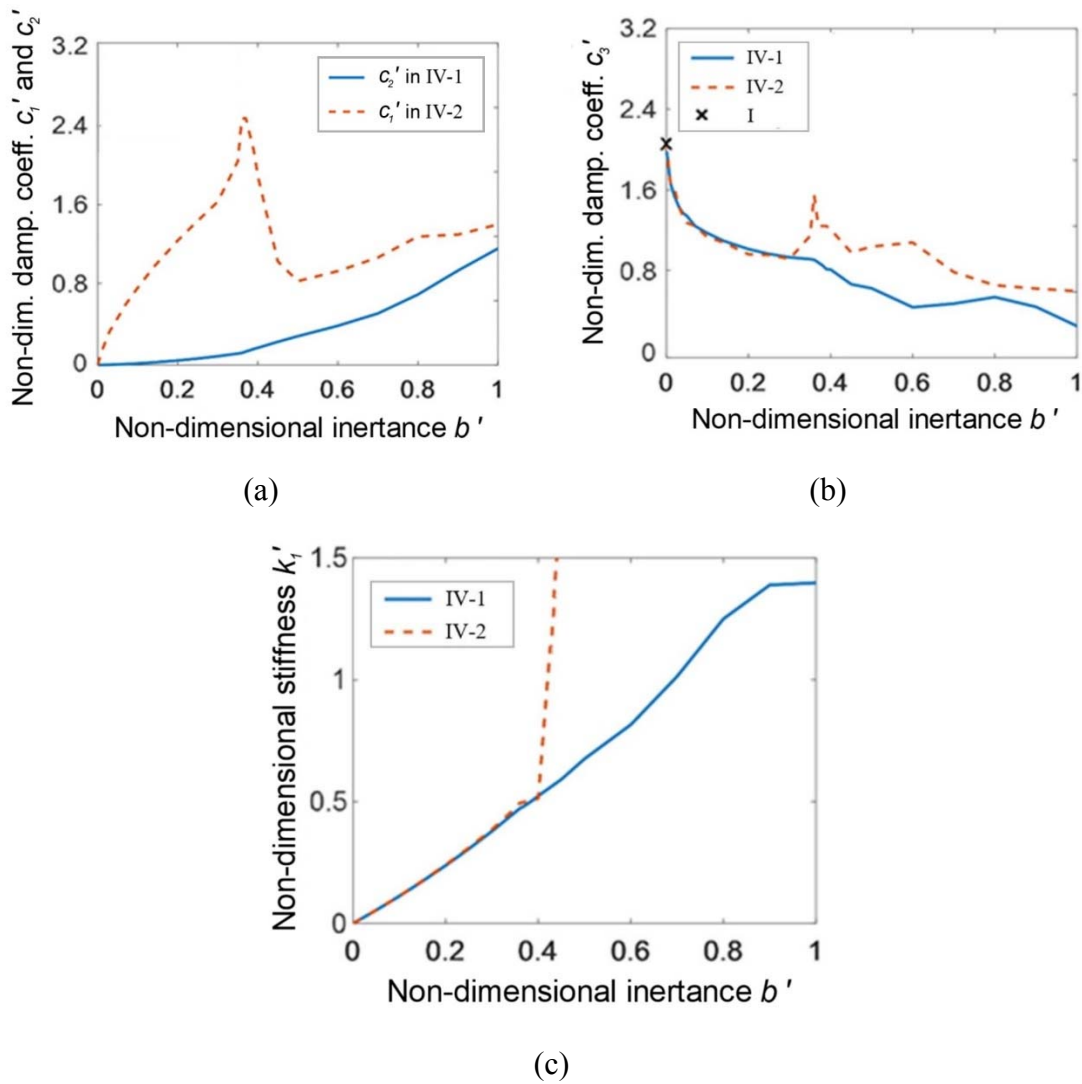 3.2
2.4
1.6
0.8
0
Non-dim. damp. coeff. c₁′ and c₂′
c₂′ in IV-1
c₁′ in IV-2
0 0.2 0.4 0.6 0.8 1
Non-dimensional inertance b′
(a)
3.2
2.4
1.6
0.8
0
Non-dim. damp. coeff. c₃′
IV-1
IV-2
I
0 0.2 0.4 0.6 0.8 1
Non-dimensional inertance b′
(b)
1.5
1
0.5
0
Non-dimensional stiffness k₁′
IV-1
IV-2
0 0.2 0.4 0.6 0.8 1
Non-dimensional inertance b′
(c)